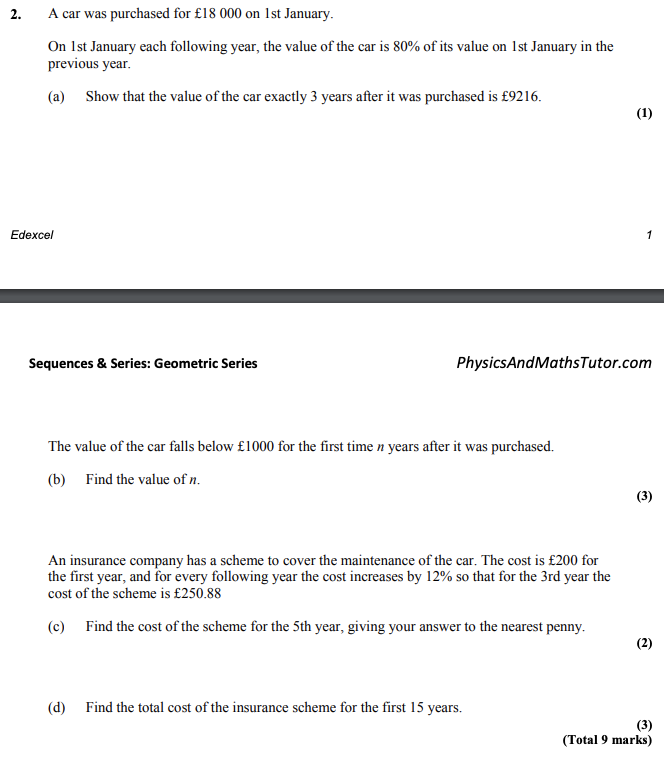 2. A car was purchased for £18 000 on 1st January.
On 1st January each following year, the value of the car is 80% of its value on 1st January in the
previous year.
(a) Show that the value of the car exactly 3 years after it was purchased is £9216.
(1)
Edexcel 1
Sequences & Series: Geometric Series PhysicsAndMathsTutor.com
The value of the car falls below £1000 for the first time n years after it was purchased.
(b) Find the value of n.
(3)
An insurance company has a scheme to cover the maintenance of the car. The cost is £200 for
the first year, and for every following year the cost increases by 12% so that for the 3rd year the
cost of the scheme is £250.88
(c) Find the cost of the scheme for the 5th year, giving your answer to the nearest penny.
(2)
(d) Find the total cost of the insurance scheme for the first 15 years.
(3)
(Total 9 marks)